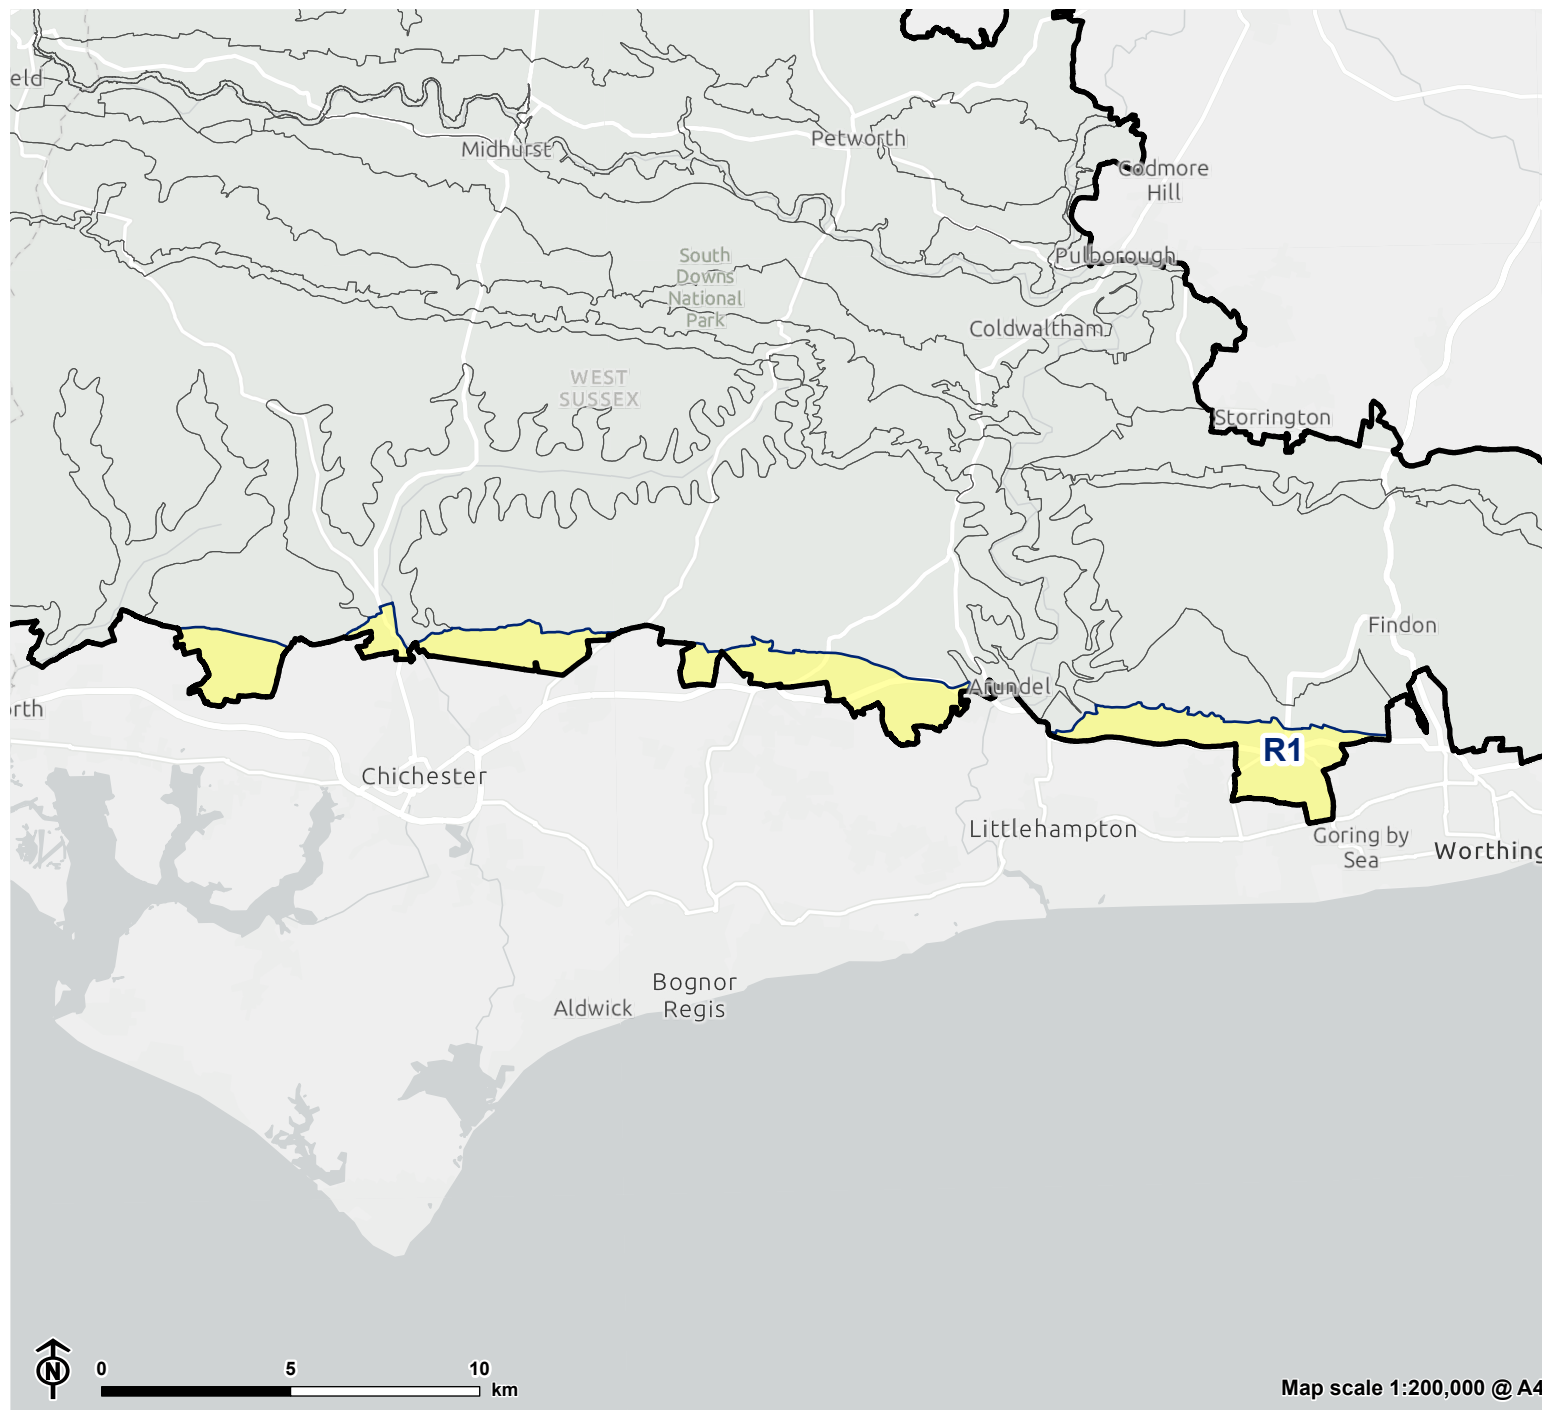 eld
Midhurst
Petworth
Codmore
Hill
Pulborough
South
Downs
National
Park
Coldwaltham
WEST
SUSSEX
Storrington
Findon
Arundel
orth
R1
Chichester
Littlehampton
Goring by
Sea
Worthing
Bognor
Regis
Aldwick
N
0 5 10
km
Map scale 1:200,000 @ A4